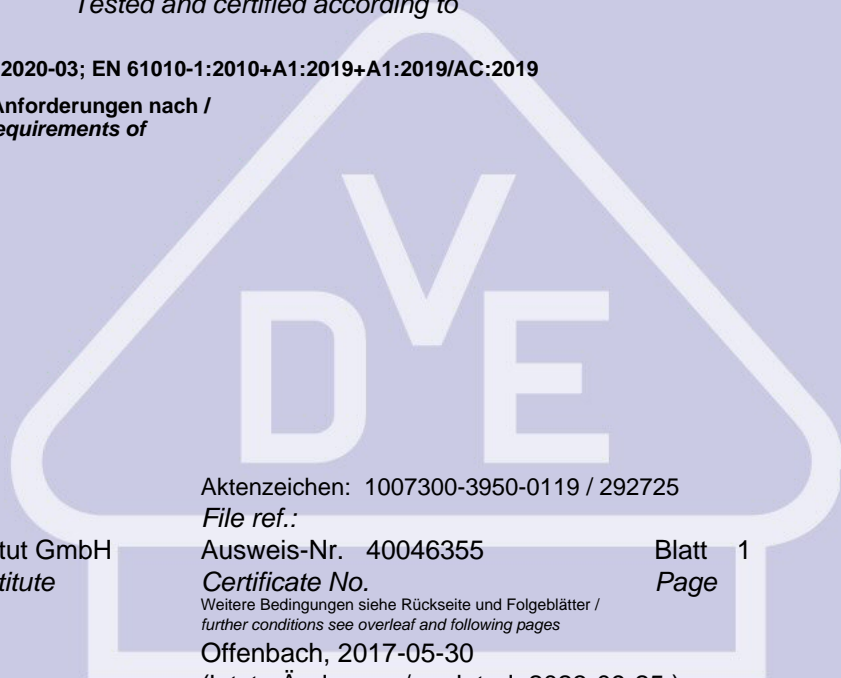 Tested and certified according to
2020-03; EN 61010-1:2010+A1:2019+A1:2019/AC:2019
Anforderungen nach /
equirements of
DVE
Aktenzeichen: 1007300-3950-0119 / 292725
File ref.:
tut GmbH Ausweis-Nr. 40046355 Blatt 1
titute Certificate No. Page
Weitere Bedingungen siehe Rückseite und Folgeblätter /
further conditions see overleaf and following pages
Offenbach, 2017-05-30